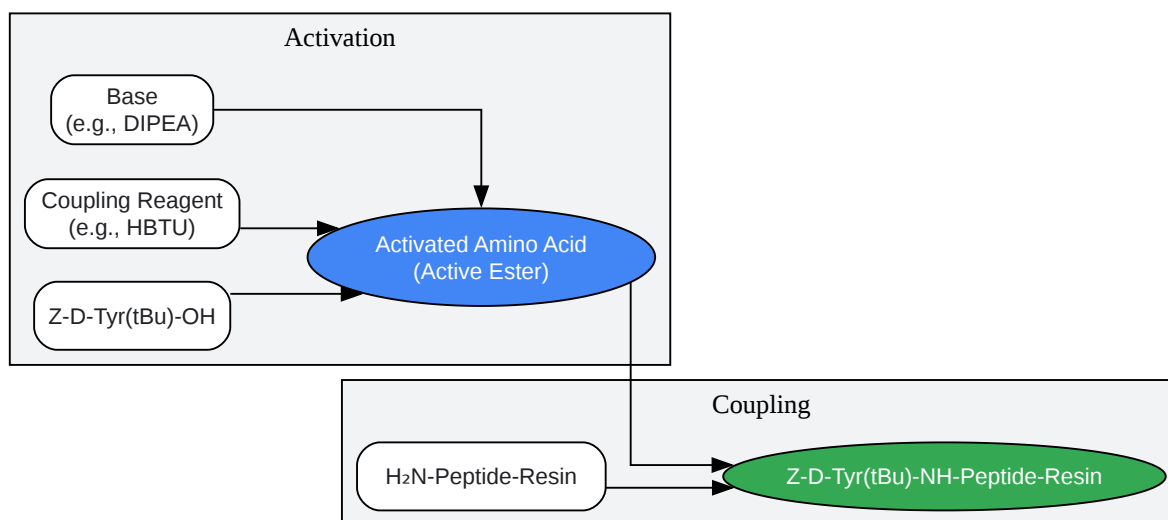 Activation
Base
(e.g., DIPEA)
Coupling Reagent
(e.g., HBTU)
Activated Amino Acid
(Active Ester)
Z-D-Tyr(tBu)-OH
Coupling
H₂N-Peptide-Resin
Z-D-Tyr(tBu)-NH-Peptide-Resin